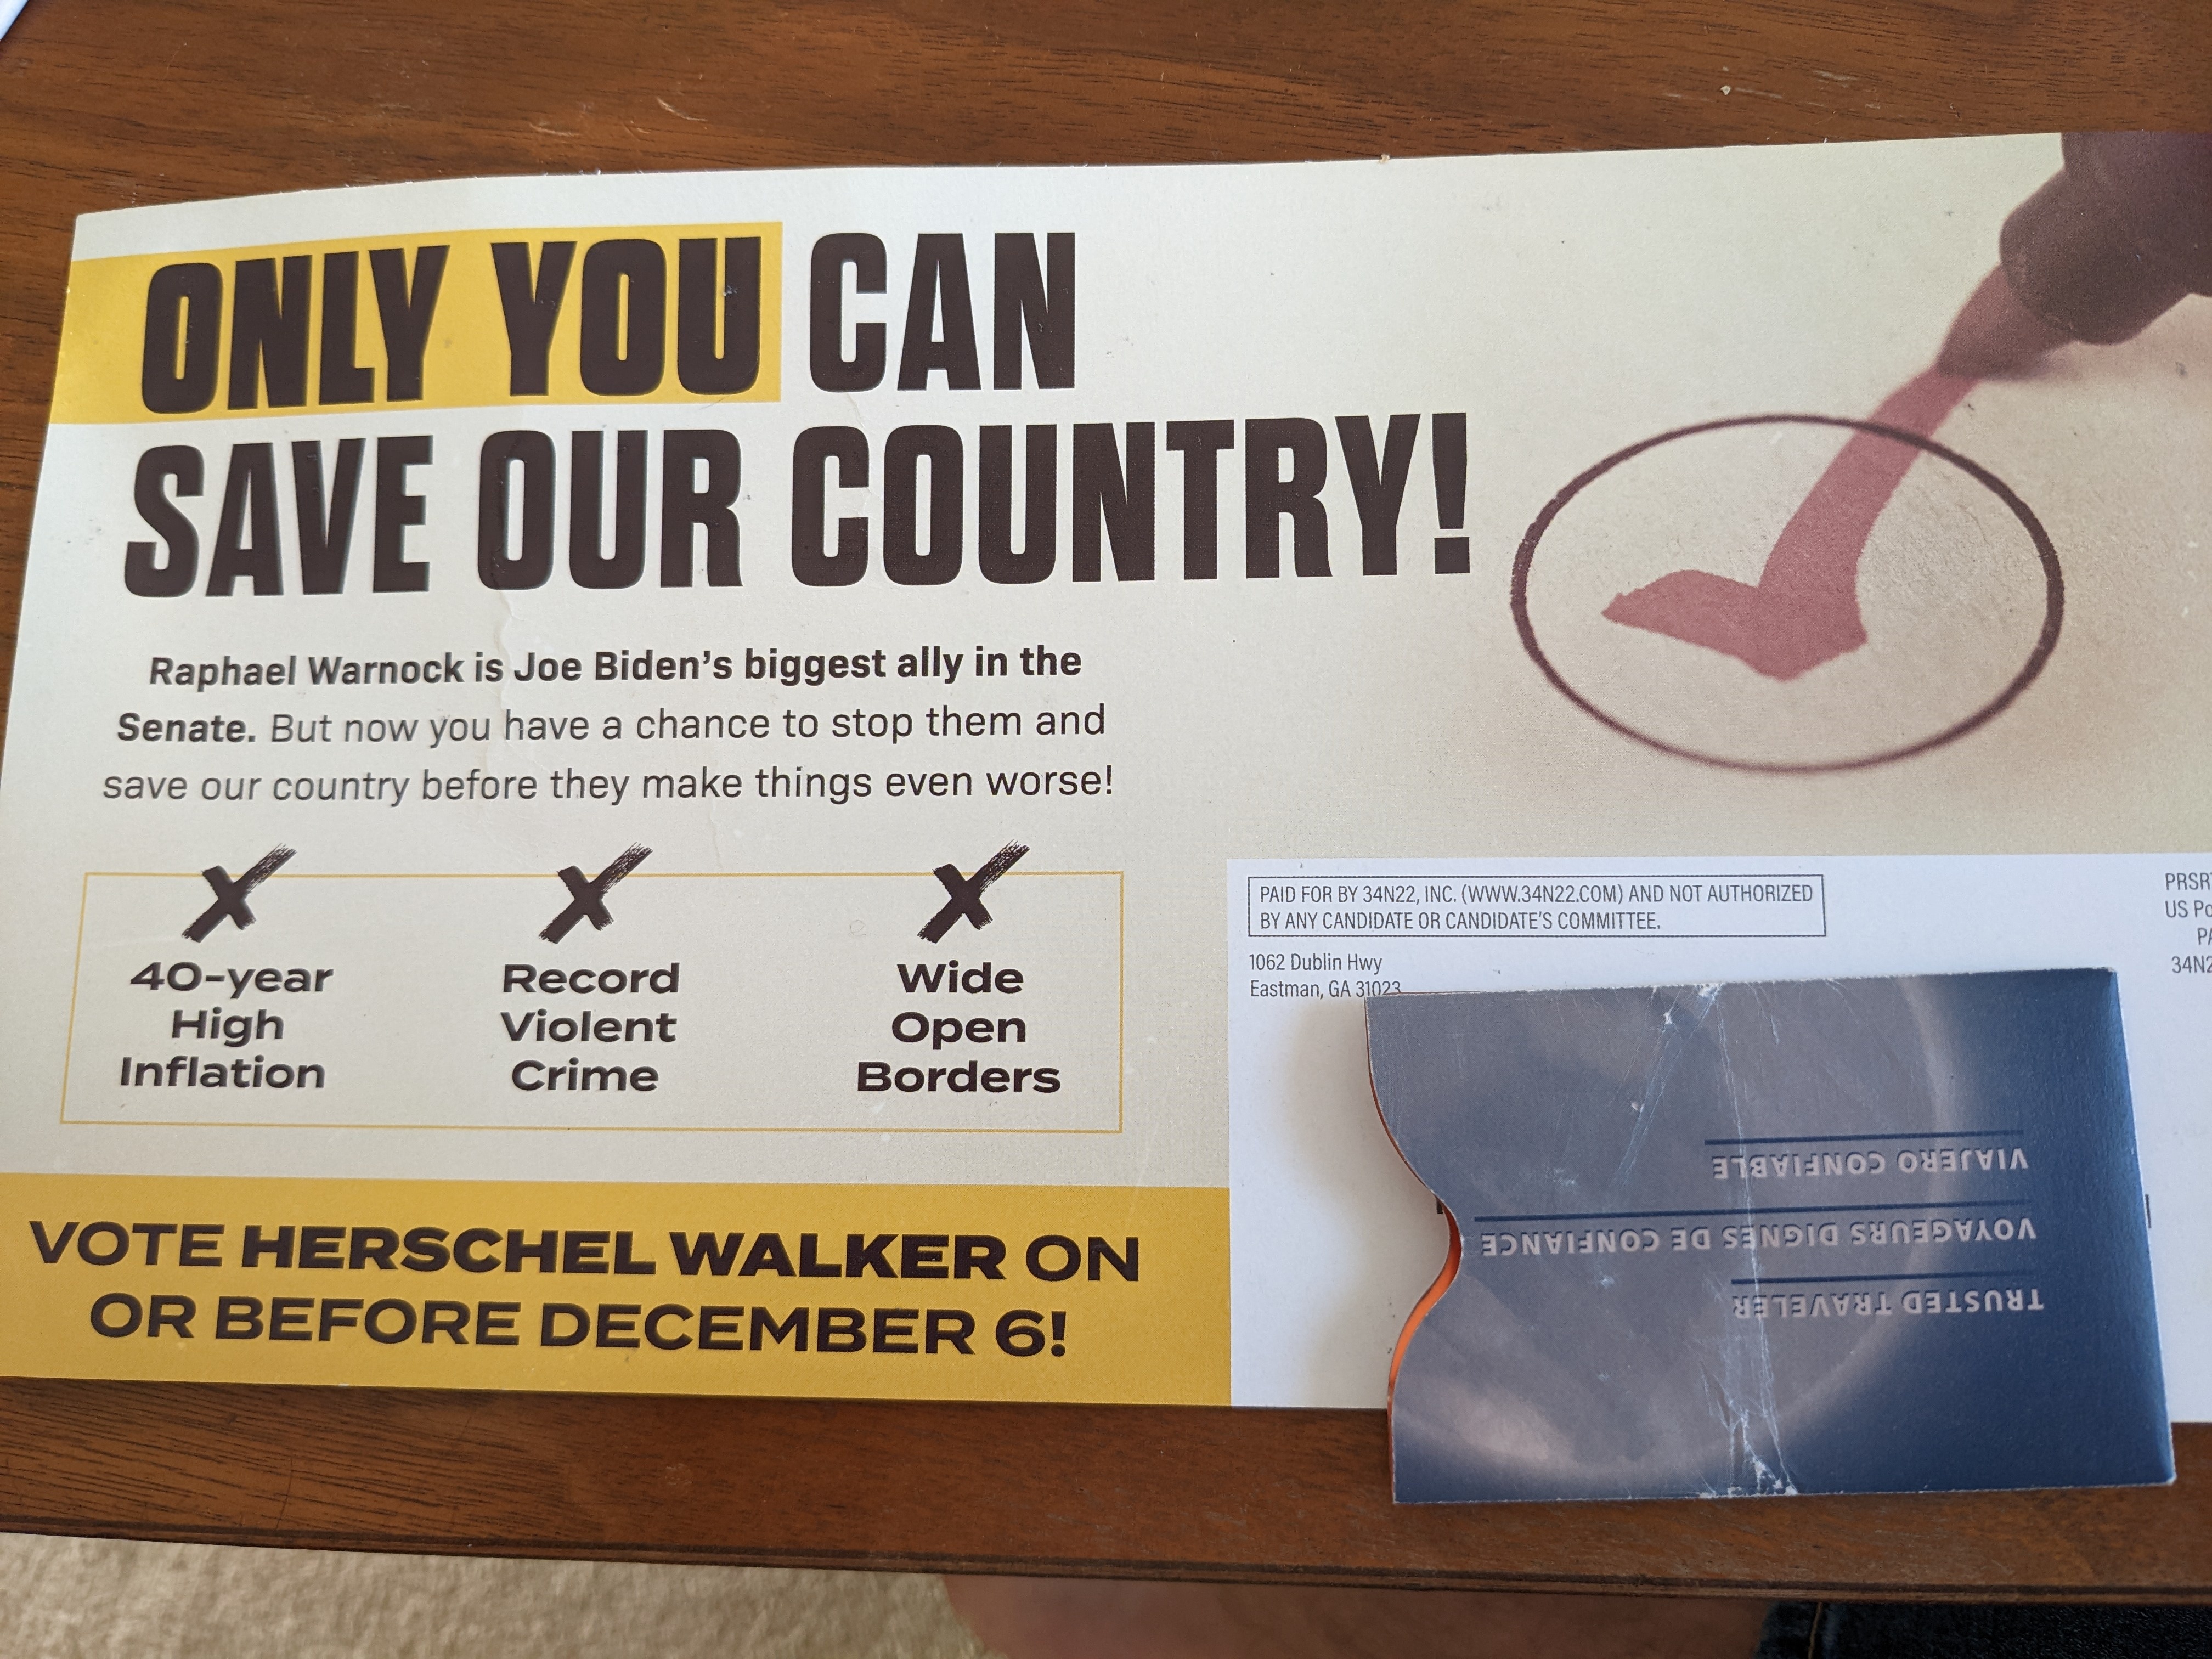 ONLY YOU CAN
SAVE OUR COUNTRY!
Raphael Warnock is Joe Biden's biggest ally in the
Senate. But now you have a chance to stop them and
save our country before they make things even worse!
40-year
High
Inflation
Record
Violent
Crime
Wide
Open
Borders
VOTE HERSCHEL WALKER ON
OR BEFORE DECEMBER 6!
PAID FOR BY 34N22, INC. (WWW.34N22.COM) AND NOT AUTHORIZED
BY ANY CANDIDATE OR CANDIDATE'S COMMITTEE.
1062 Dublin Hwy
Eastman, GA 31023
US
TRUSTED TRAVELER
VOYAGEURS DIGNES DE CONFIANCE
VIAJERO CONFIABLE